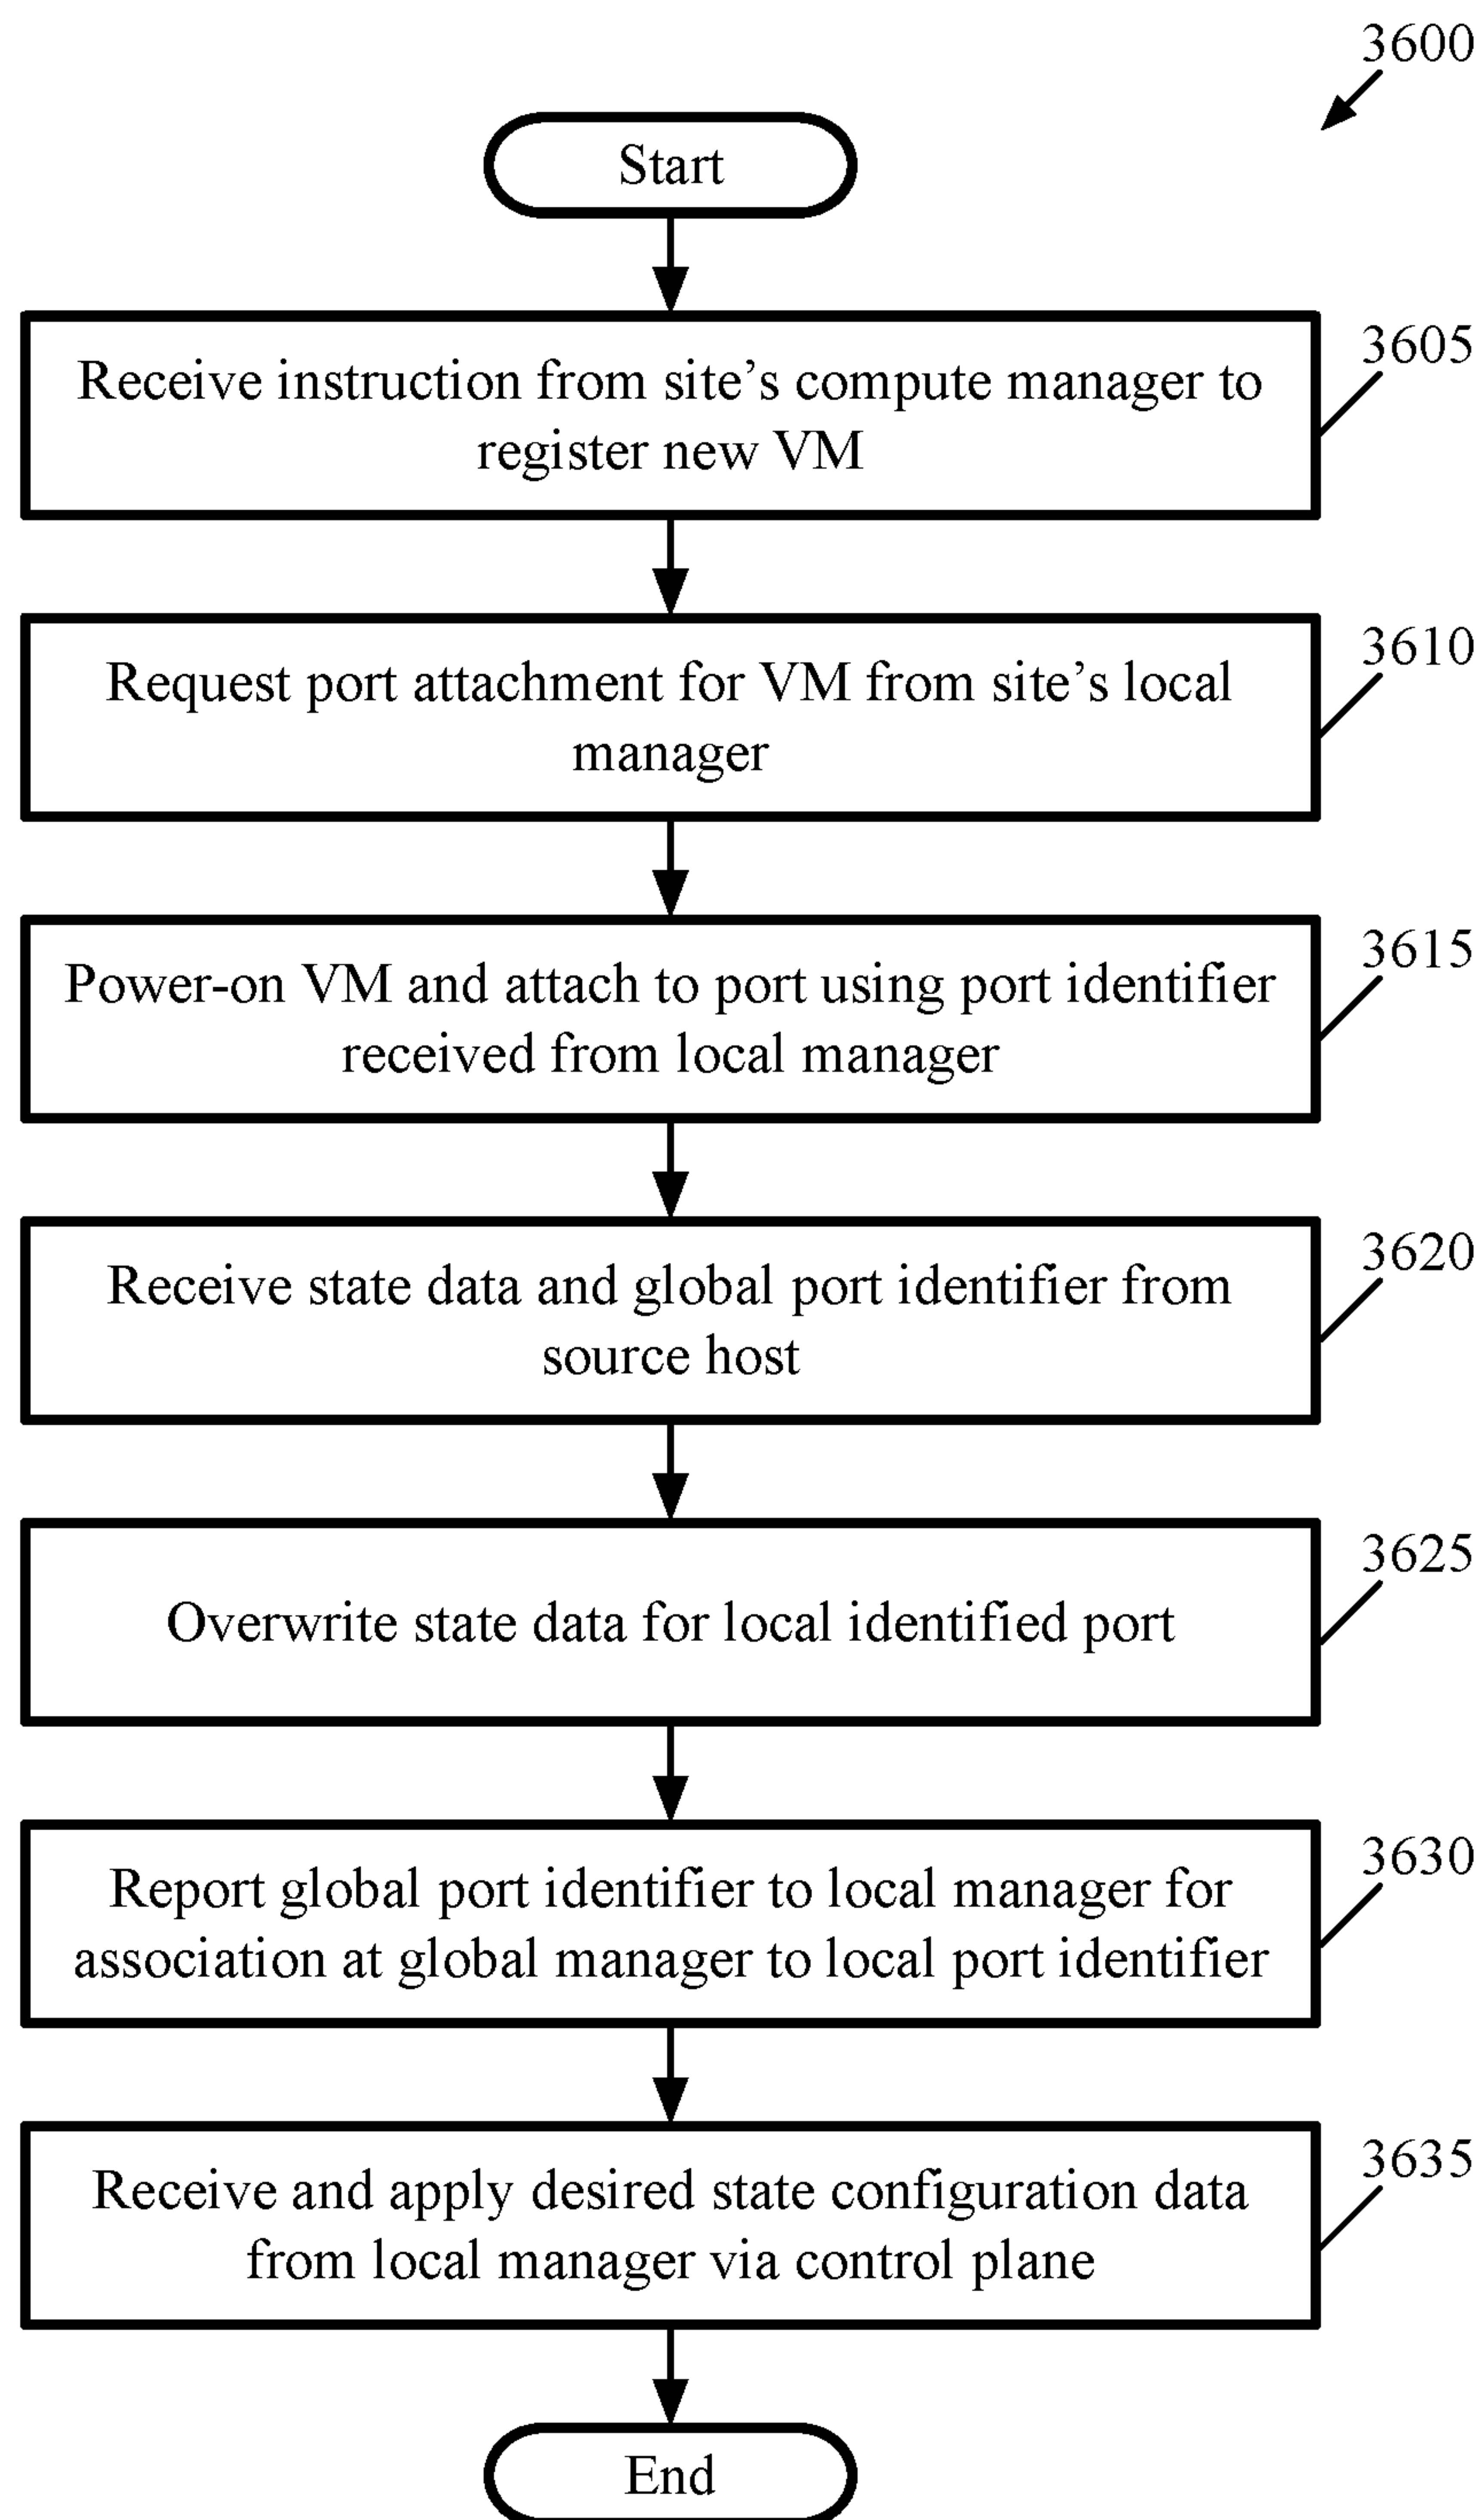 3600
Start
3605
Receive instruction from site’s compute manager to
register new VM
3610
Request port attachment for VM from site’s local
manager
3615
Power-on VM and attach to port using port identifier
received from local manager
3620
Receive state data and global port identifier from
source host
3625
Overwrite state data for local identified port
3630
Report global port identifier to local manager for
association at global manager to local port identifier
3635
Receive and apply desired state configuration data
from local manager via control plane
End